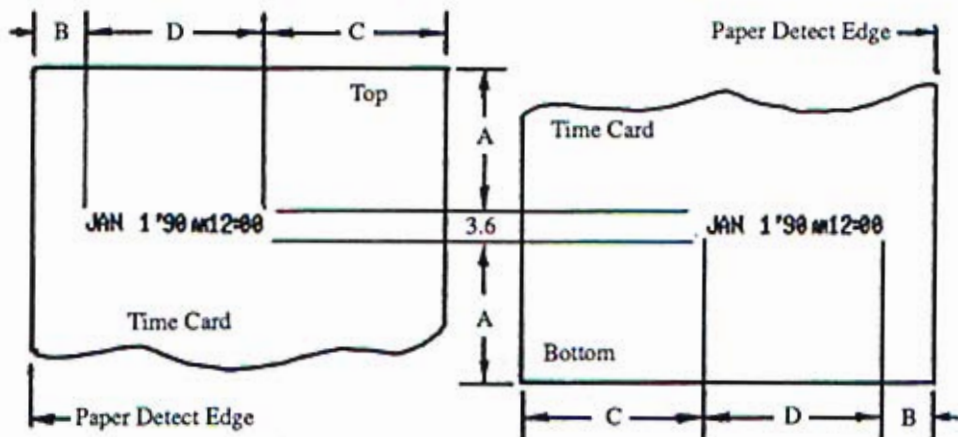 B D C
Paper Detect Edge
Top
A
Time Card
JAN 1 '90 AM12:00
3.6
JAN 1 '90 AM12:00
A
Time Card
Bottom
Paper Detect Edge
C D B